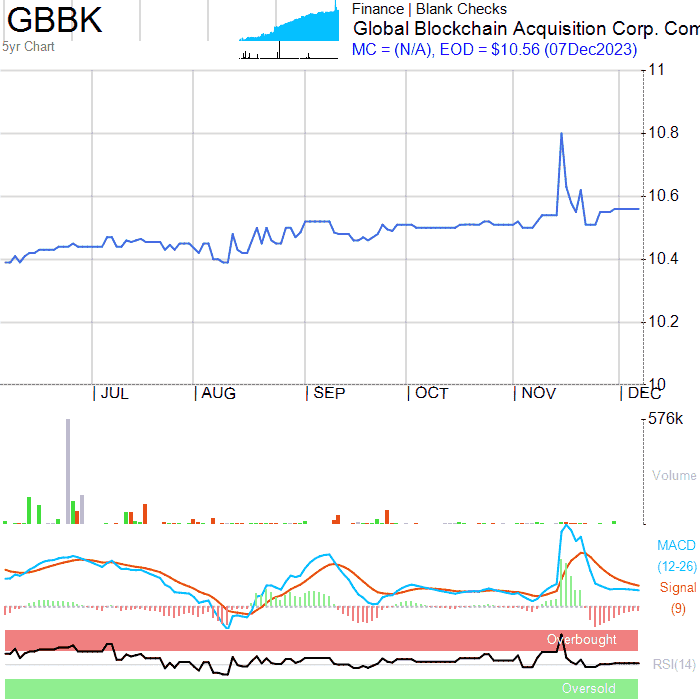 GBBK
5yr Chart
Finance | Blank Checks
Global Blockchain Acquisition Corp. Com
MC = (N/A), EOD = $10.56 (07Dec2023)
11
10.8
10.6
10.4
10.2
10
| JUL | AUG | SEP | OCT | NOV | DEC
576k
Volume
MACD
(12-26)
Signal
(9)
Overbought
RSI(14)
Oversold